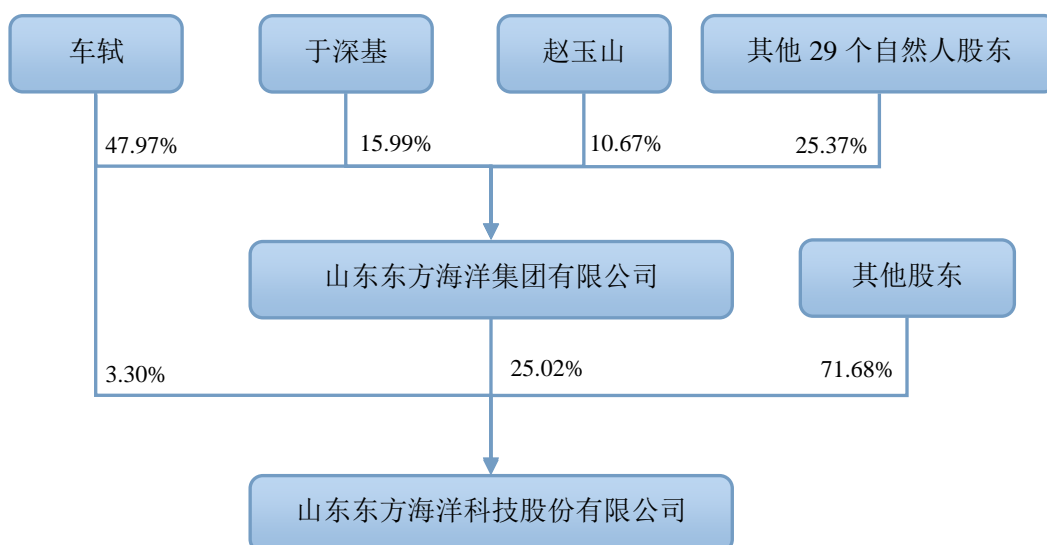 车轼
于深基
赵玉山
其他 29 个自然人股东
47.97%
15.99%
10.67%
25.37%
山东东方海洋集团有限公司
其他股东
3.30%
25.02%
71.68%
山东东方海洋科技股份有限公司